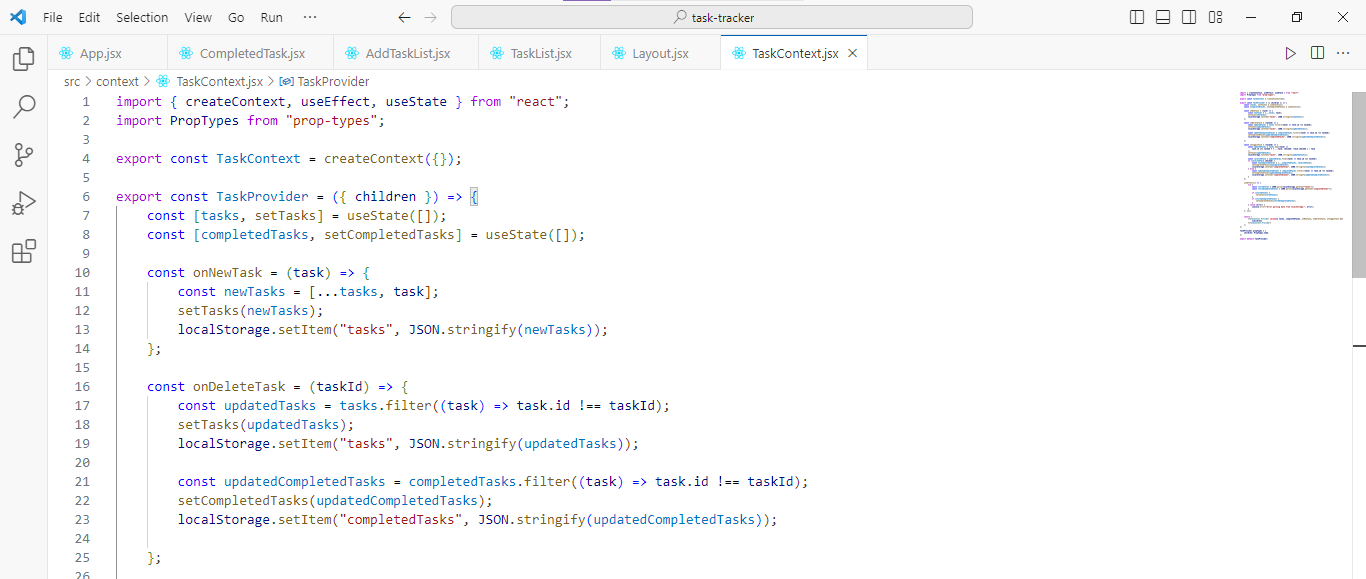 File Edit Selection View Go Run ···
task-tracker
App.jsx CompletedTask.jsx AddTaskList.jsx TaskList.jsx Layout.jsx TaskContext.jsx
src > context > TaskContext.jsx > TaskProvider
1 import { createContext, useEffect, useState } from "react";
2 import PropTypes from "prop-types";
3
4 export const TaskContext = createContext({});
5
6 export const TaskProvider = ({ children }) => {
7 const [tasks, setTasks] = useState([]);
8 const [completedTasks, setCompletedTasks] = useState([]);
9
10 const onNewTask = (task) => {
11 const newTasks = [...tasks, task];
12 setTasks(newTasks);
13 localStorage.setItem("tasks", JSON.stringify(newTasks));
14 };
15
16 const onDeleteTask = (taskId) => {
17 const updatedTasks = tasks.filter((task) => task.id !== taskId);
18 setTasks(updatedTasks);
19 localStorage.setItem("tasks", JSON.stringify(updatedTasks));
20
21 const updatedCompletedTasks = completedTasks.filter((task) => task.id !== taskId);
22 setCompletedTasks(updatedCompletedTasks);
23 localStorage.setItem("completedTasks", JSON.stringify(updatedCompletedTasks));
24
25 };
26